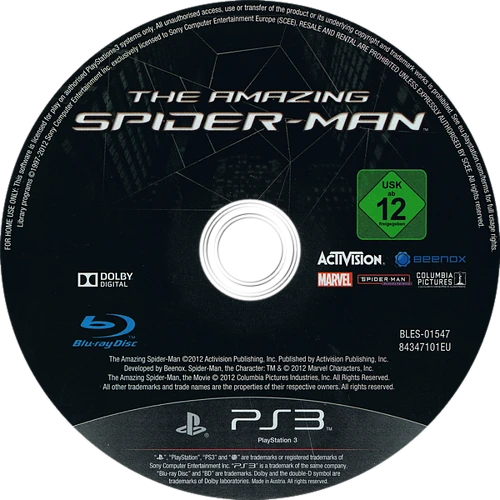 FOR HOME USE ONLY: This software is licensed for play on authorised PlayStation®3 systems only. All unauthorised access, use or transfer of the product or its underlying copyright and trademark works is prohibited. See eu.playstation.com/terms for full usage rights.
Library programs ©1997-2012 Sony Computer Entertainment Inc. exclusively licensed to Sony Computer Entertainment Europe (SCEE). RESALE AND RENTAL ARE PROHIBITED UNLESS EXPRESSLY AUTHORISED BY SCEE.
THE AMAZING
SPIDER-MAN™
USK
ab
12
freigegeben
ACTIVISION. BEENOX
DOLBY
DIGITAL
MARVEL SPIDER-MAN COLUMBIA
PICTURES
Blu-ray Disc
BLES-01547
84347101EU
The Amazing Spider-Man ©2012 Activision Publishing, Inc. Published by Activision Publishing, Inc.
Developed by Beenox. Spider-Man, the Character: TM & © 2012 Marvel Characters, Inc.
The Amazing Spider-Man, the Movie © 2012 Columbia Pictures Industries, Inc. All Rights Reserved.
All other trademarks and trade names are the properties of their respective owners. All rights reserved.
PS3
PlayStation 3
"PlayStation", "PS3" and are trademarks or registered trademarks of
Sony Computer Entertainment Inc. "PS3" is a trademark of the same company.
"Blu-ray Disc" and "BD" are trademarks. Dolby and the double-D symbol are
trademarks of Dolby laboratories. Made in Austria. All rights reserved.